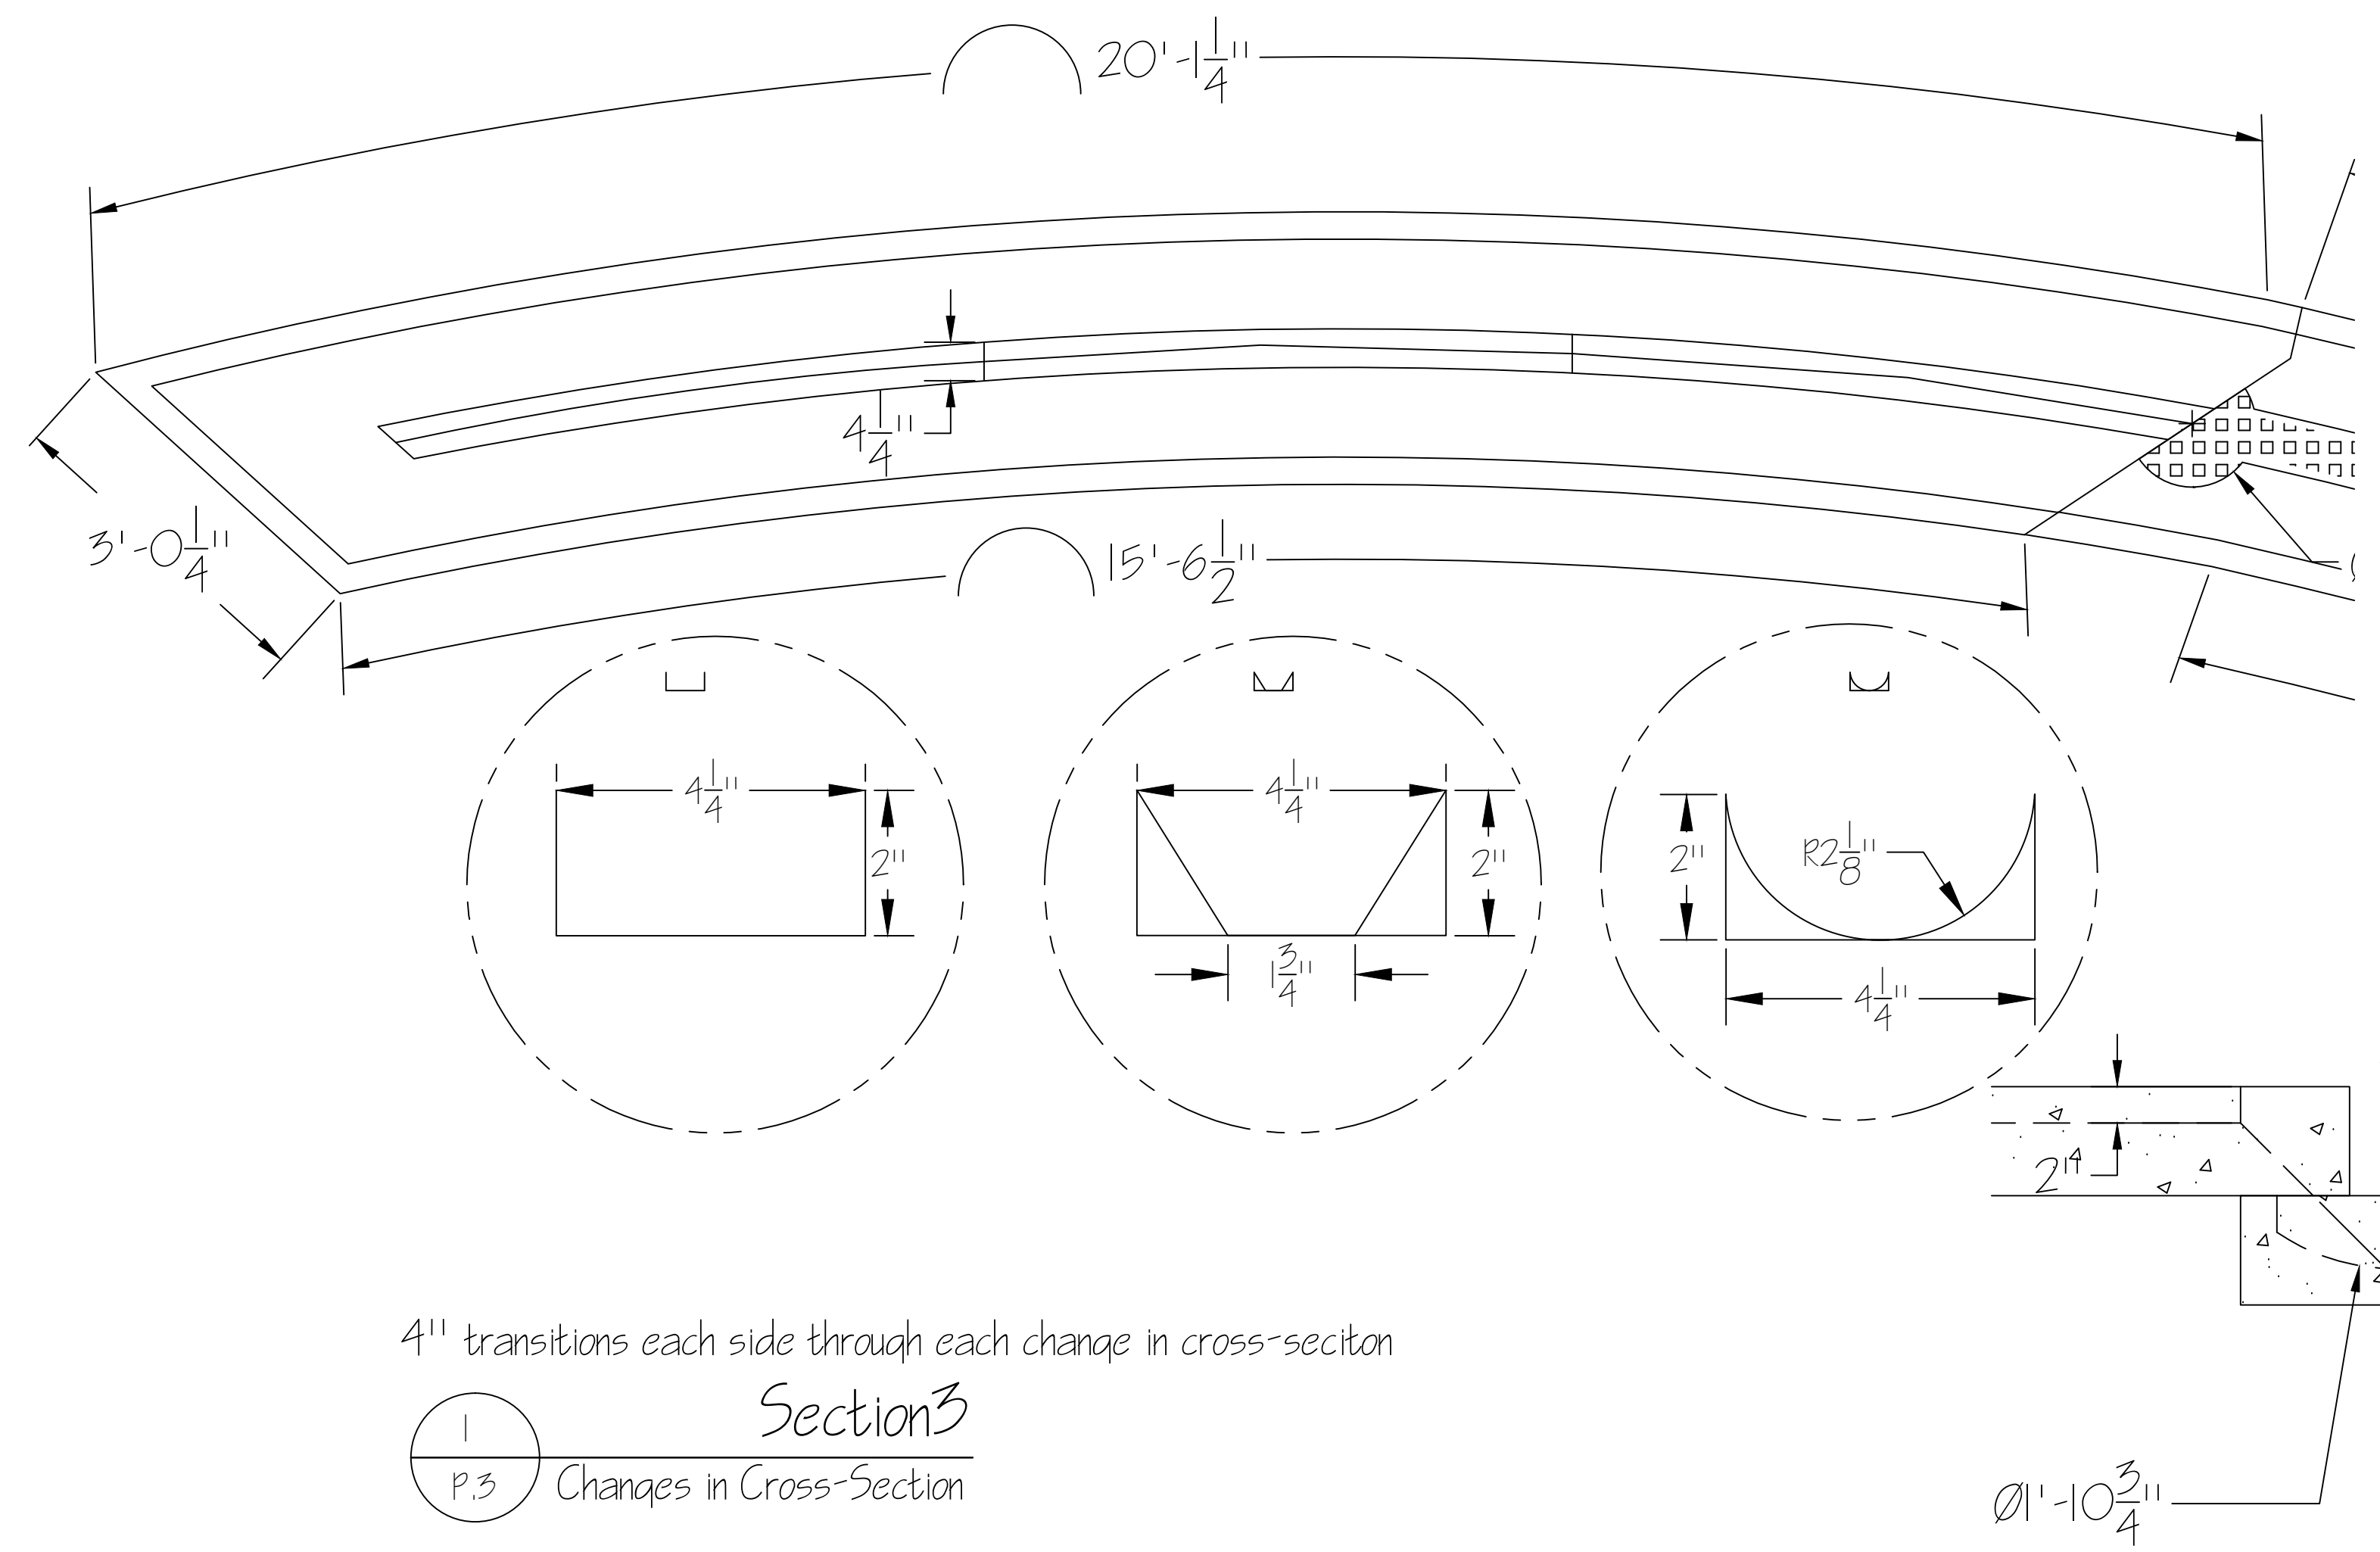 20'-1 1/4"
4 1/4"
3'-0 1/4"
15'-6 1/2"
4 1/4"
2"
4 1/4"
2"
1 3/4"
2"
R2 1/8"
4 1/4"
2"
4" transitions each side through each change in cross-seciton
1
Section3
P.3
Changes in Cross-Section
Ø1'-10 3/4"